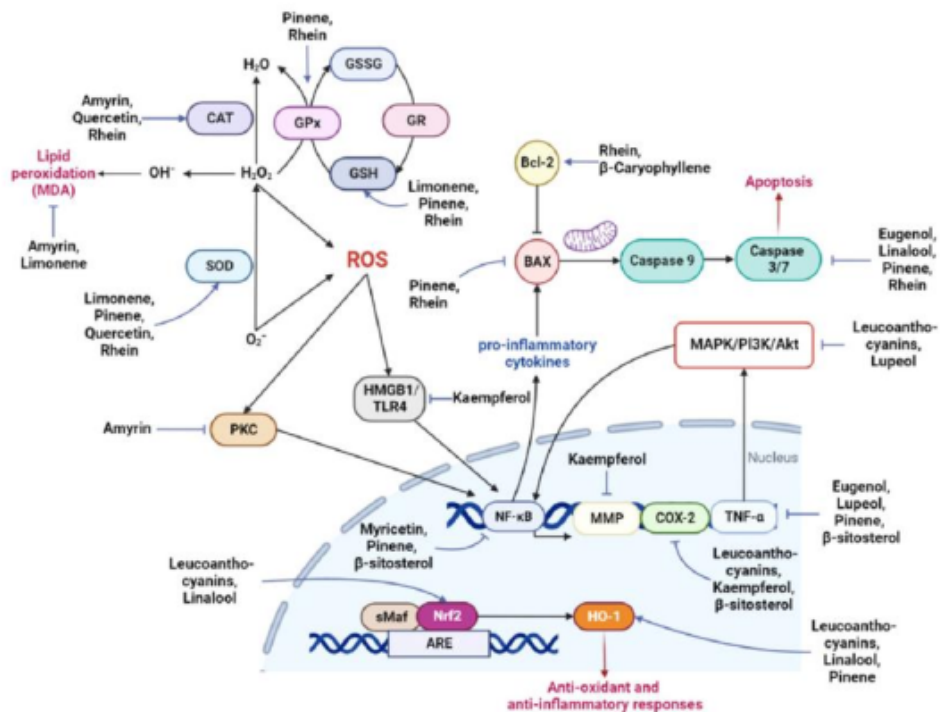 Pinene,
Rhein
H₂O
GSSG
Amyrin,
Quercetin,
Rhein
CAT
GPx
GR
Lipid
peroxidation
(MDA)
OH⁻
H₂O₂
GSH
Limonene,
Pinene,
Rhein
Amyrin,
Limonene
Bcl-2
Rhein,
β-Caryophyllene
Apoptosis
SOD
ROS
BAX
Caspase 9
Caspase
3/7
Eugenol,
Linalool,
Pinene,
Rhein
Pinene,
Rhein
Limonene,
Pinene,
Quercetin,
Rhein
O₂⁻
pro-inflammatory
cytokines
MAPK/PI3K/Akt
Leucoantho-
cyanins,
Lupeol
HMGB1/
TLR4
Kaempferol
Amyrin
PKC
Nucleus
Kaempferol
NF-κB
MMP
COX-2
TNF-α
Eugenol,
Lupeol,
Pinene,
β-sitosterol
Myricetin,
Pinene,
β-sitosterol
Leucoantho-
cyanins,
Kaempferol,
β-sitosterol
Leucoantho-
cyanins,
Linalool
sMaf
Nrf2
HO-1
ARE
Leucoantho-
cyanins,
Linalool,
Pinene
Anti-oxidant and
anti-inflammatory responses